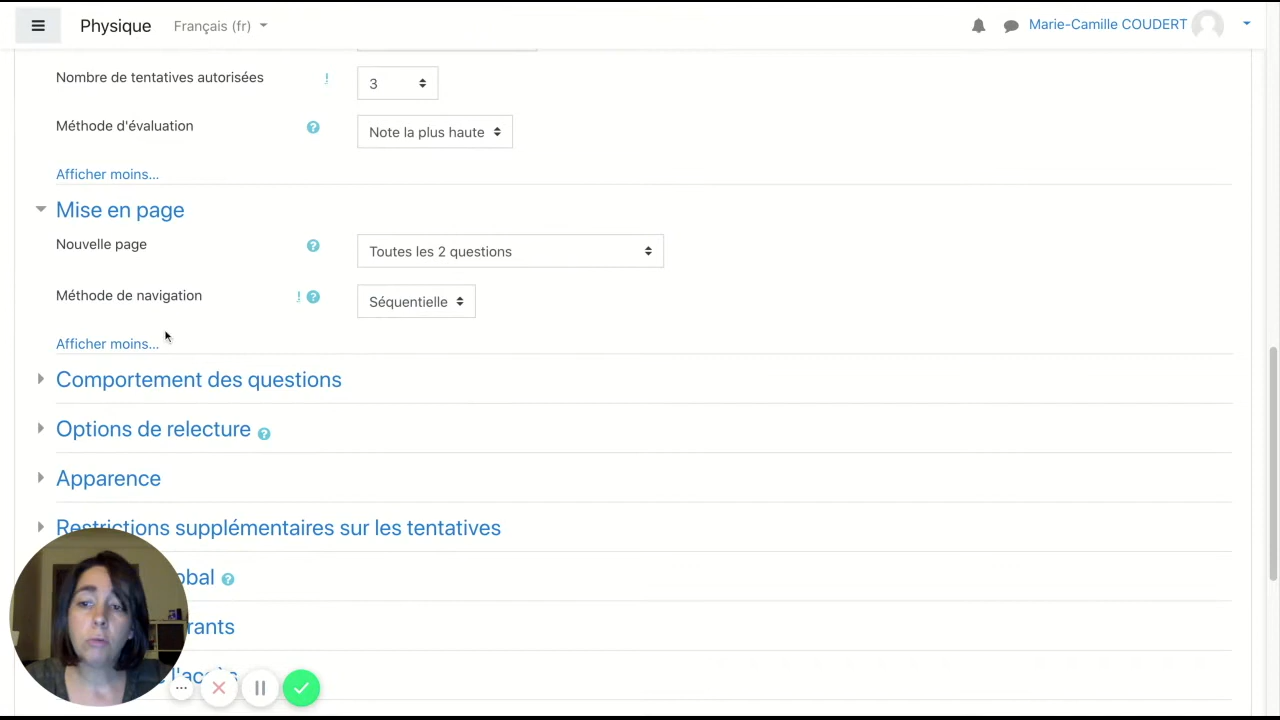 Physique Français (fr) Marie-Camille COUDERT
Nombre de tentatives autorisées ! 3
Méthode d'évaluation ? Note la plus haute
Afficher moins...
Mise en page
Nouvelle page ? Toutes les 2 questions
Méthode de navigation ! ? Séquentielle
Afficher moins...
Comportement des questions
Options de relecture ?
Apparence
Restrictions supplémentaires sur les tentatives
obal ?
rants
l'accès